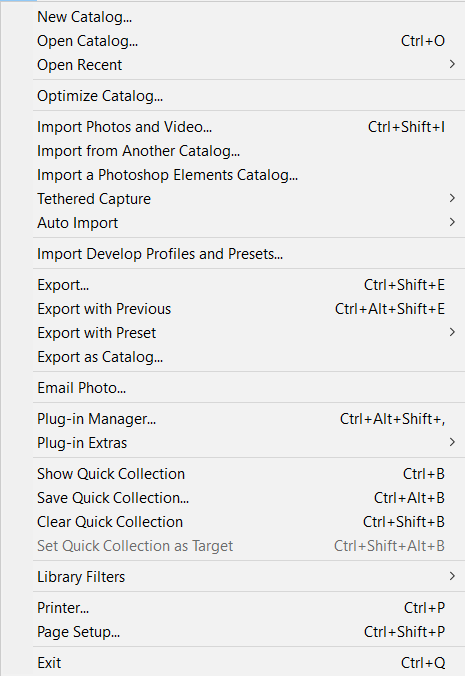 New Catalog...
Open Catalog... Ctrl+O
Open Recent
Optimize Catalog...
Import Photos and Video... Ctrl+Shift+I
Import from Another Catalog...
Import a Photoshop Elements Catalog...
Tethered Capture
Auto Import
Import Develop Profiles and Presets...
Export... Ctrl+Shift+E
Export with Previous Ctrl+Alt+Shift+E
Export with Preset
Export as Catalog...
Email Photo...
Plug-in Manager... Ctrl+Alt+Shift+,
Plug-in Extras
Show Quick Collection Ctrl+B
Save Quick Collection... Ctrl+Alt+B
Clear Quick Collection Ctrl+Shift+B
Set Quick Collection as Target Ctrl+Shift+Alt+B
Library Filters
Printer... Ctrl+P
Page Setup... Ctrl+Shift+P
Exit Ctrl+Q